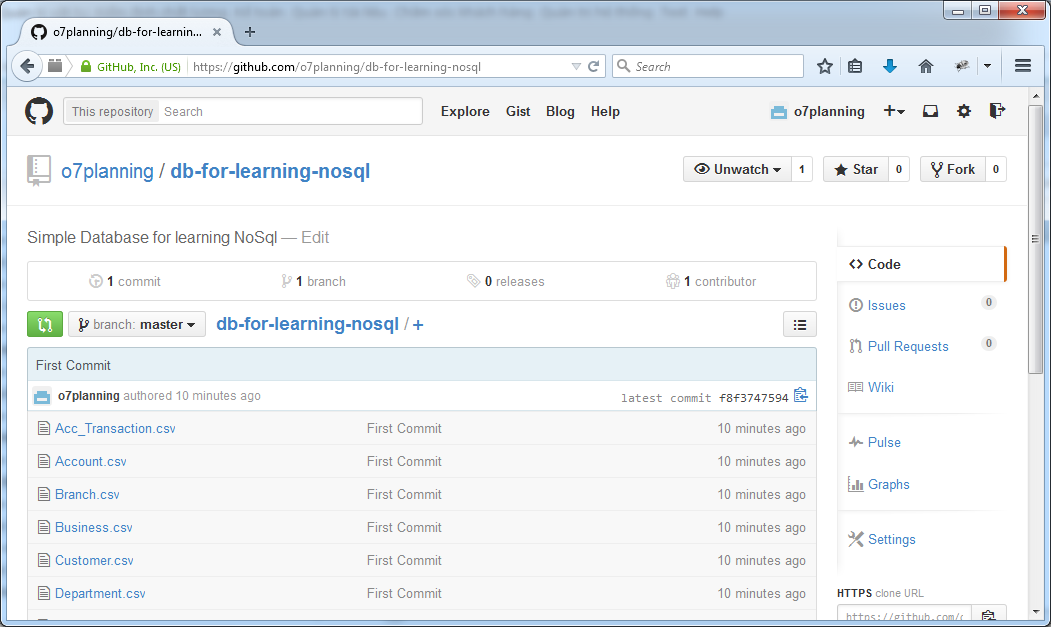 o7planning/db-for-learnin...
GitHub, Inc. (US)
https://github.com/o7planning/db-for-learning-nosql
Search
This repository
Search
Explore
Gist
Blog
Help
o7planning
o7planning / db-for-learning-nosql
Unwatch
1
Star
0
Fork
0
Simple Database for learning NoSql — Edit
1 commit
1 branch
0 releases
1 contributor
branch: master
db-for-learning-nosql / +
First Commit
o7planning authored 10 minutes ago
latest commit f8f3747594
Acc_Transaction.csv First Commit 10 minutes ago
Account.csv First Commit 10 minutes ago
Branch.csv First Commit 10 minutes ago
Business.csv First Commit 10 minutes ago
Customer.csv First Commit 10 minutes ago
Department.csv First Commit 10 minutes ago
Code
Issues 0
Pull Requests 0
Wiki
Pulse
Graphs
Settings
HTTPS clone URL
https://github.com/